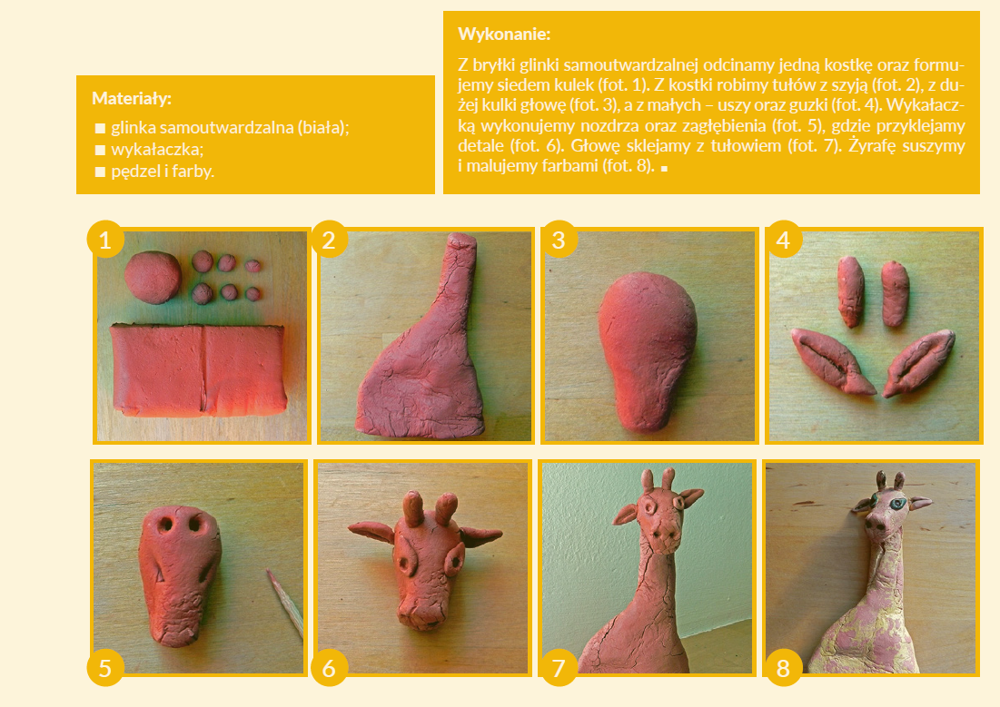 Materiały:
■ glinka samoutwardzalna (biała);
■ wykałaczka;
■ pędzel i farby.
Wykonanie:
Z bryłki glinki samoutwardzalnej odcinamy jedną kostkę oraz formu-
jemy siedem kulek (fot. 1). Z kostki robimy tułów z szyją (fot. 2), z du-
żej kulki głowę (fot. 3), a z małych – uszy oraz guzki (fot. 4). Wykałacz-
ką wykonujemy nozdrza oraz zagłębienia (fot. 5), gdzie przyklejamy
detale (fot. 6). Głowę sklejamy z tułowiem (fot. 7). Żyrafę suszymy
i malujemy farbami (fot. 8). ■
1
2
3
4
5
6
7
8